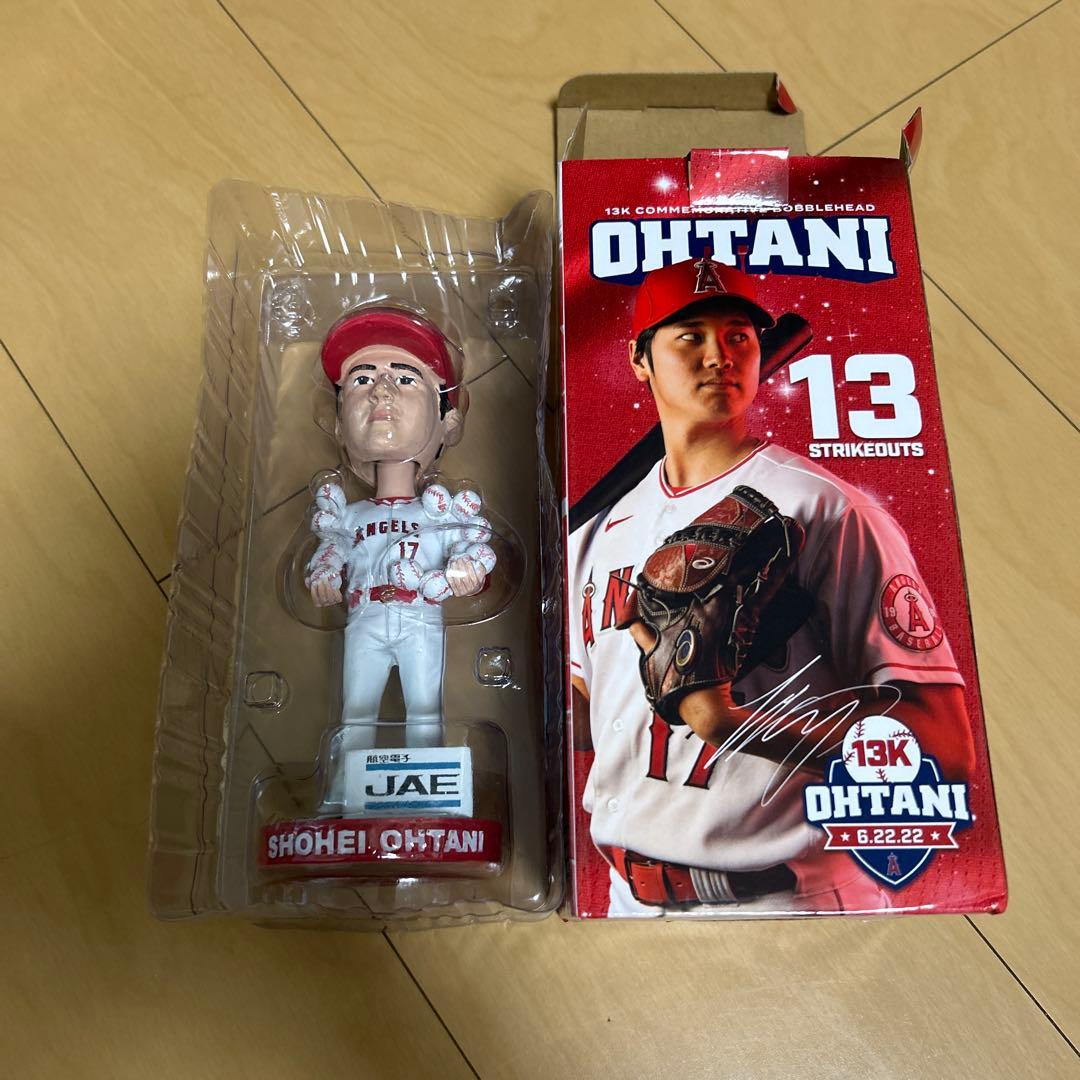 ANGELS
17
航空電子
JAE
SHOHEI OHTANI
13K COMMEMORATIVE BOBBLEHEAD
OHTANI
A
13
STRIKEOUTS
AN
17
A
13K
OHTANI
★ 6.22.22 ★
A